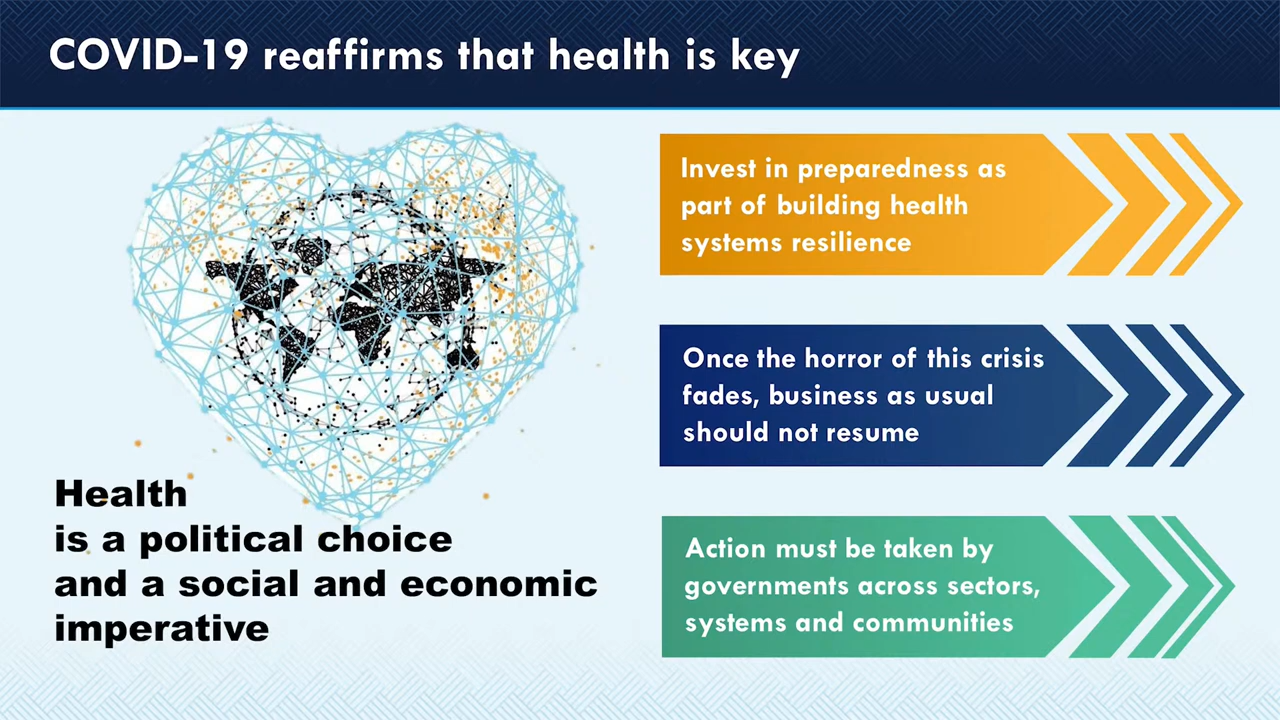 COVID-19 reaffirms that health is key
Health
is a political choice
and a social and economic
imperative
Invest in preparedness as
part of building health
systems resilience
Once the horror of this crisis
fades, business as usual
should not resume
Action must be taken by
governments across sectors,
systems and communities